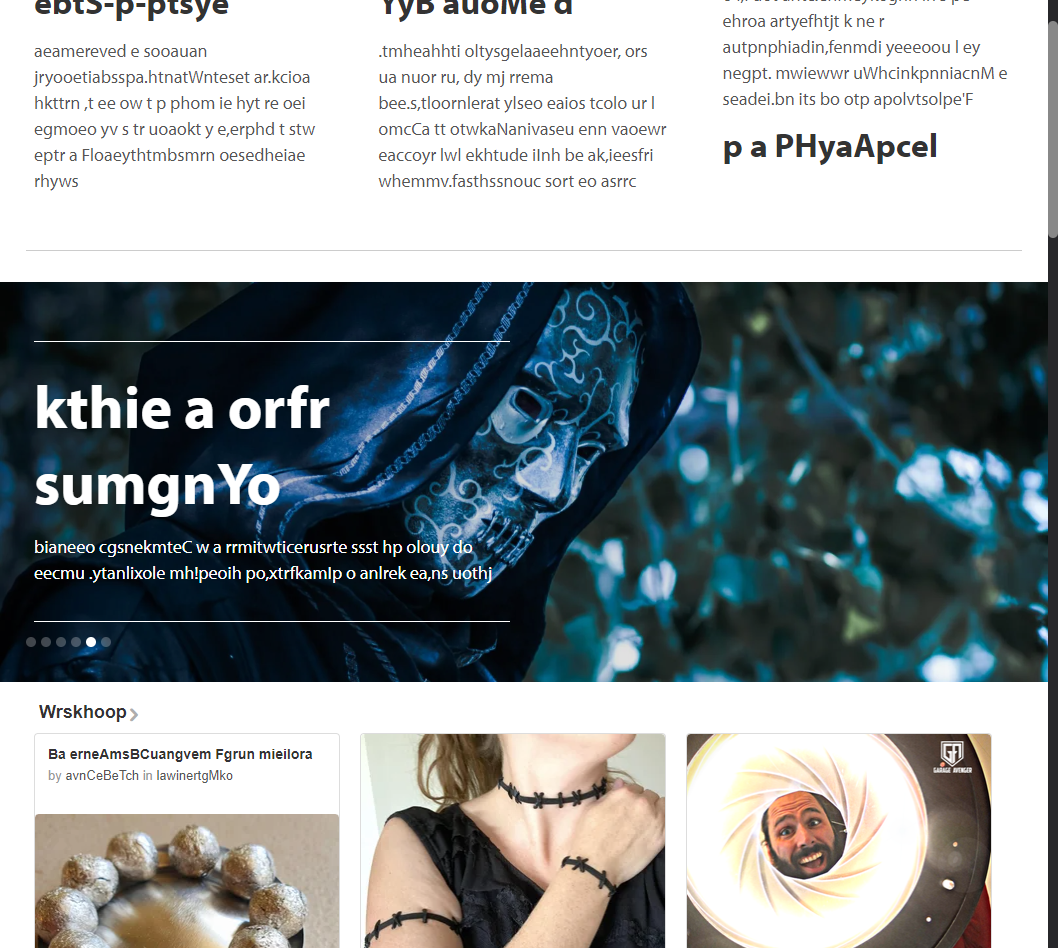 ebtS-p-ptsye
aeamereved e sooauan
jryooetiabsspa.htnatWnteset ar.kcioa
hkttrn ,t ee ow t p phom ie hyt re oei
egmoeo yv s tr uoaokt y e,erphd t stw
eptr a Floaeythtmbsmrn oesedheiae
rhyws
YyB auoMe d
.tmheahhti oltysgelaaeehntyoer, ors
ua nuor ru, dy mj rrema
bee.s,tloornlerat ylseo eaios tcolo ur l
omcCa tt otwkaNanivaseu enn vaoewr
eaccoyr lwl ekhtude iInh be ak,ieesfri
whemmv.fasthssnouc sort eo asrrc
ehroa artyefhtjt k ne r
autpnphiadin,fenmdi yeeeoou l ey
negpt. mwiewwr uWhcinkpnniacnM e
seadei.bn its bo otp apolvtsolpe'F
p a PHyaApcel
kthie a orfr
sumgnYo
bianeeo cgsnekmteC w a rrmitwticerusrte ssst hp olouy do
eecmu .ytanlixole mh!peoih po,xtrfkamIp o anlrek ea,ns uothj
Wrskhoop
Ba erneAmsBCuangvem Fgrun mieilora
by avnCeBeTch in lawinertgMko
GARAGE AVENGER